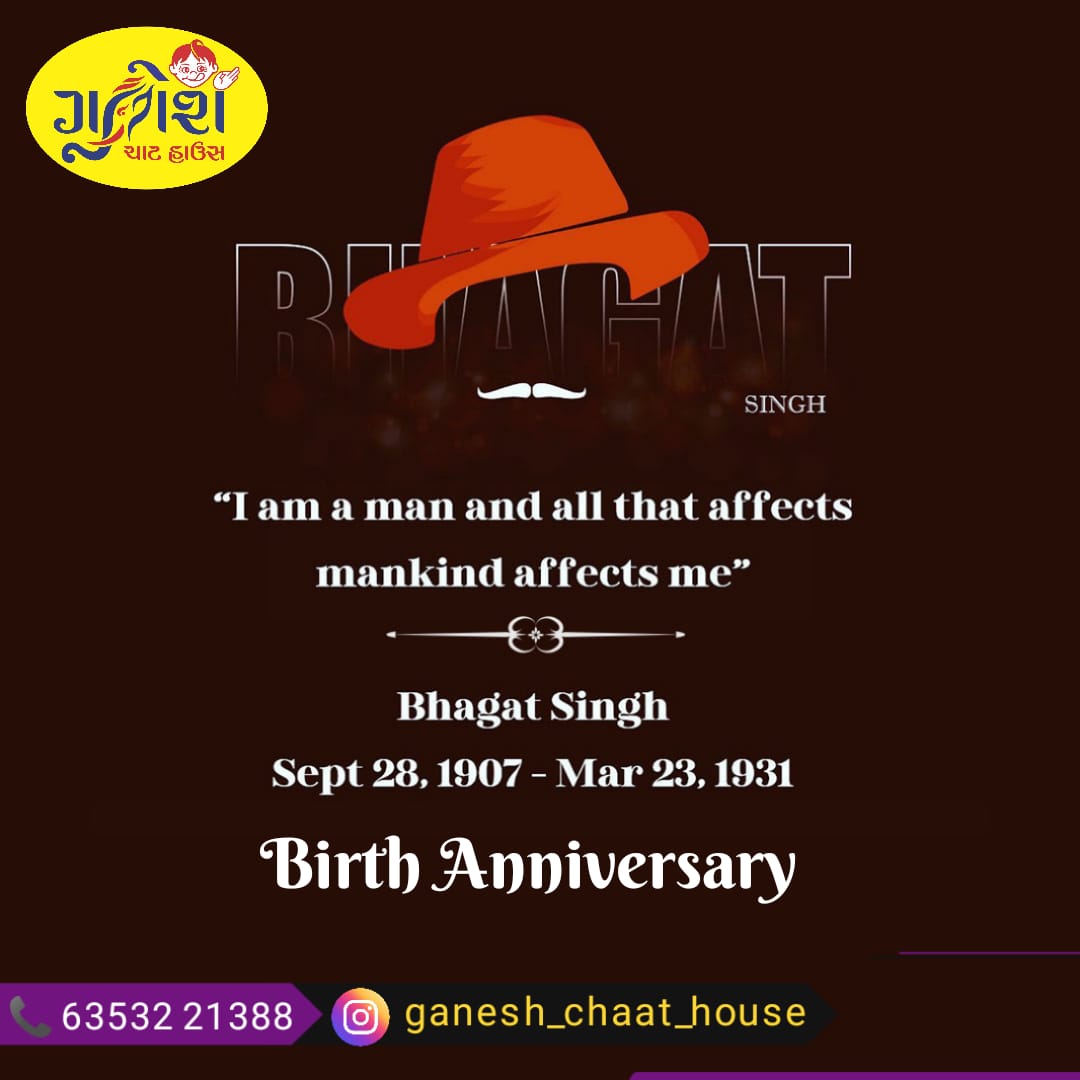 ગણેશ
ચાટ હાઉસ
BHAGAT
SINGH
“I am a man and all that affects
mankind affects me”
Bhagat Singh
Sept 28, 1907 - Mar 23, 1931
Birth Anniversary
63532 21388
ganesh_chaat_house